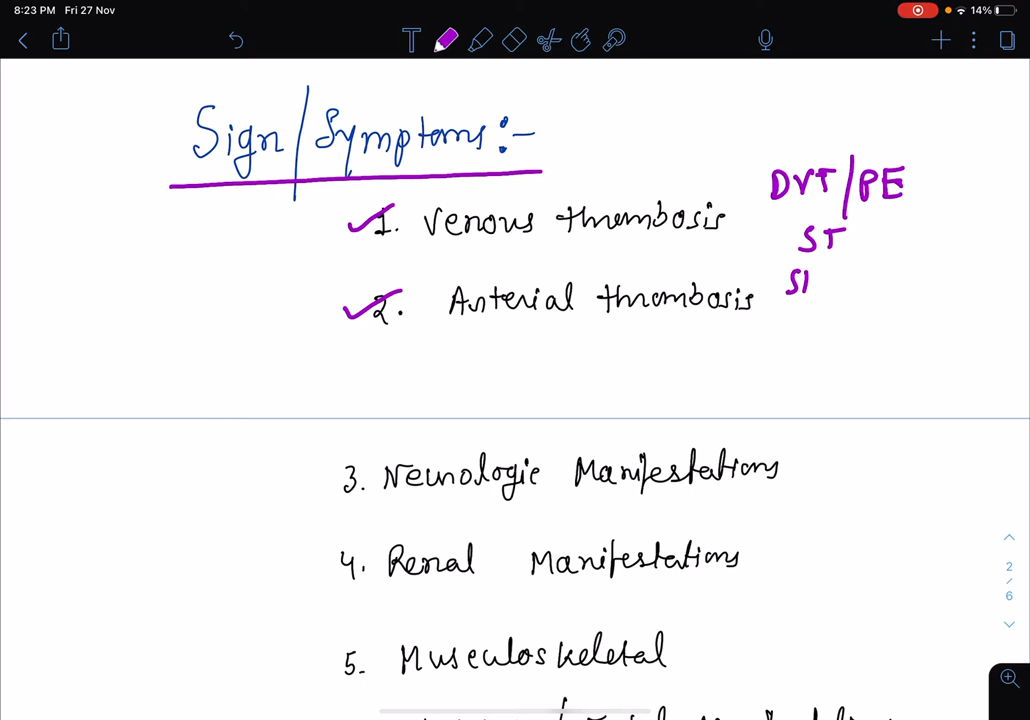 8:23 PM Fri 27 Nov
14%
Sign/Symptoms:-
DVT/PE
1. Venous thrombosis
ST
SI
2. Arterial thrombosis
3. Neurologic Manifestations
4. Renal Manifestations
2
/
6
5. Musculoskeletal